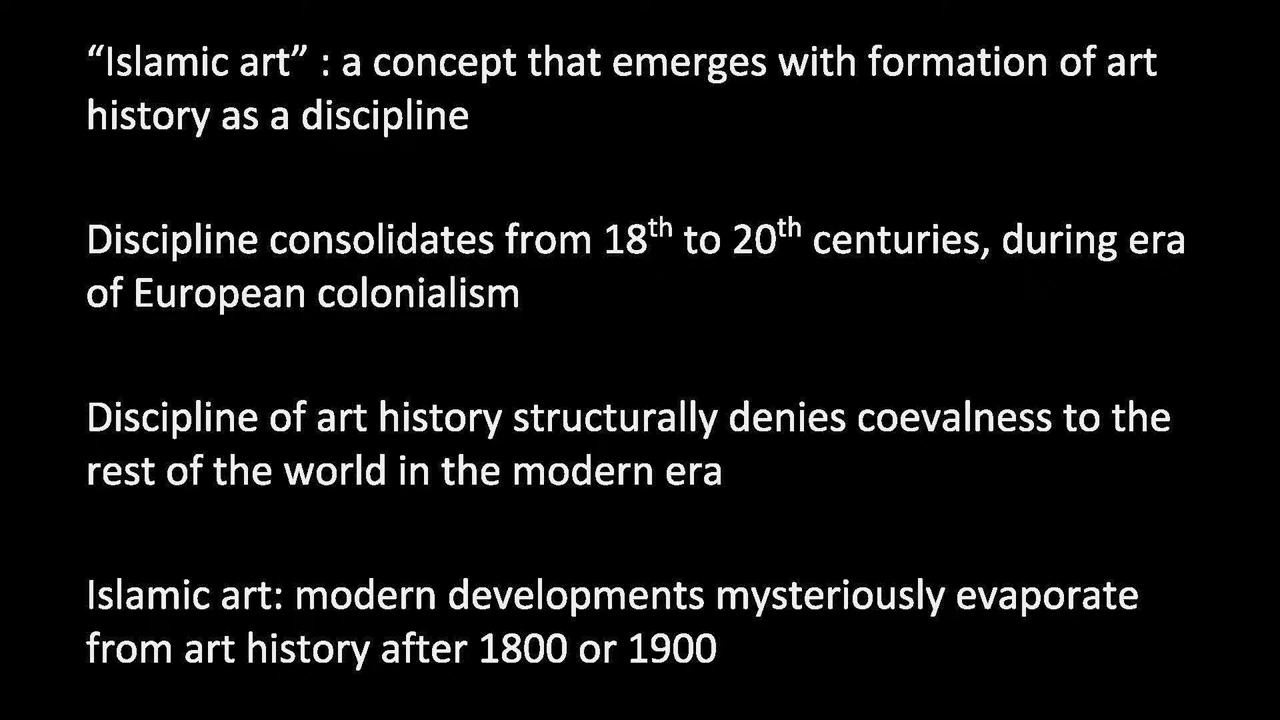 “Islamic art” : a concept that emerges with formation of art
history as a discipline
Discipline consolidates from 18th to 20th centuries, during era
of European colonialism
Discipline of art history structurally denies coevalness to the
rest of the world in the modern era
Islamic art: modern developments mysteriously evaporate
from art history after 1800 or 1900